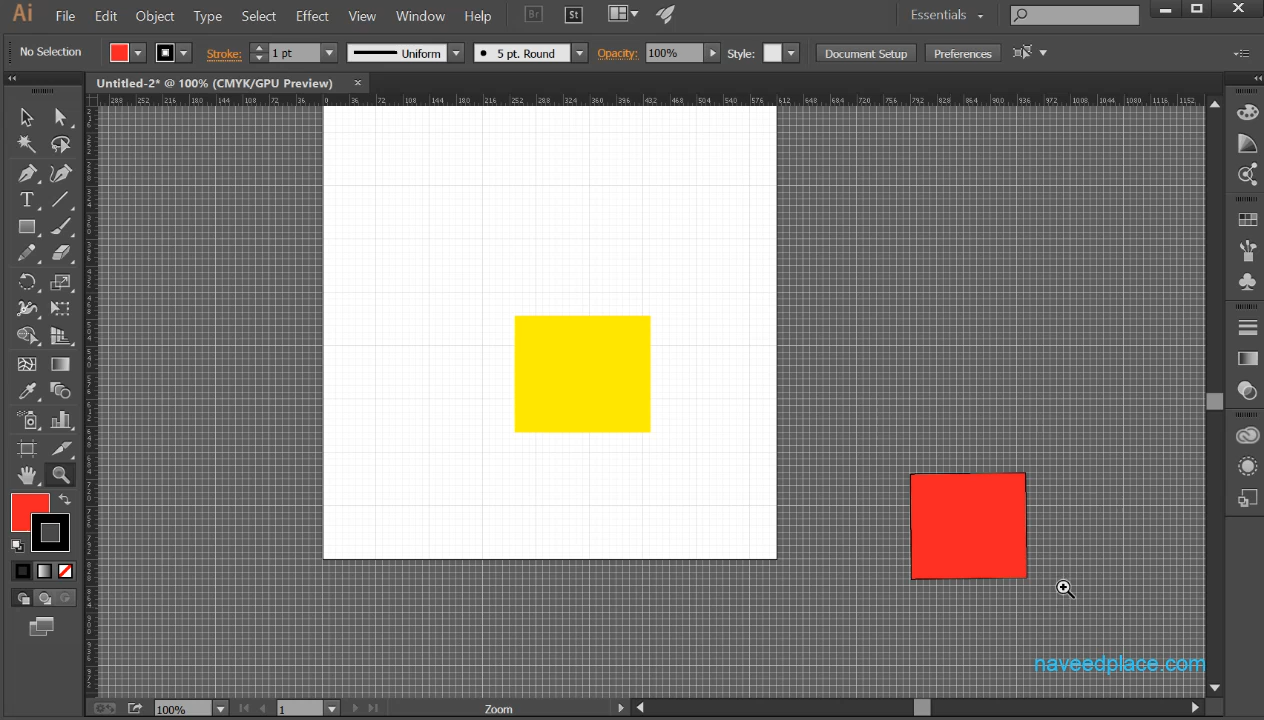 Ai File Edit Object Type Select Effect View Window Help Br St Essentials
No Selection Stroke: 1 pt Uniform 5 pt. Round Opacity: 100% Style: Document Setup Preferences
Untitled-2* @ 100% (CMYK/GPU Preview) ×
288 252 216 180 144 108 72 36 0 36 72 108 144 180 216 252 288 324 360 396 432 468 504 540 576 612 648 684 720 756 792 828 864 900 936 972 1008 1044 1080 1116 1152
T
naveedplace.com
100% 1 Zoom